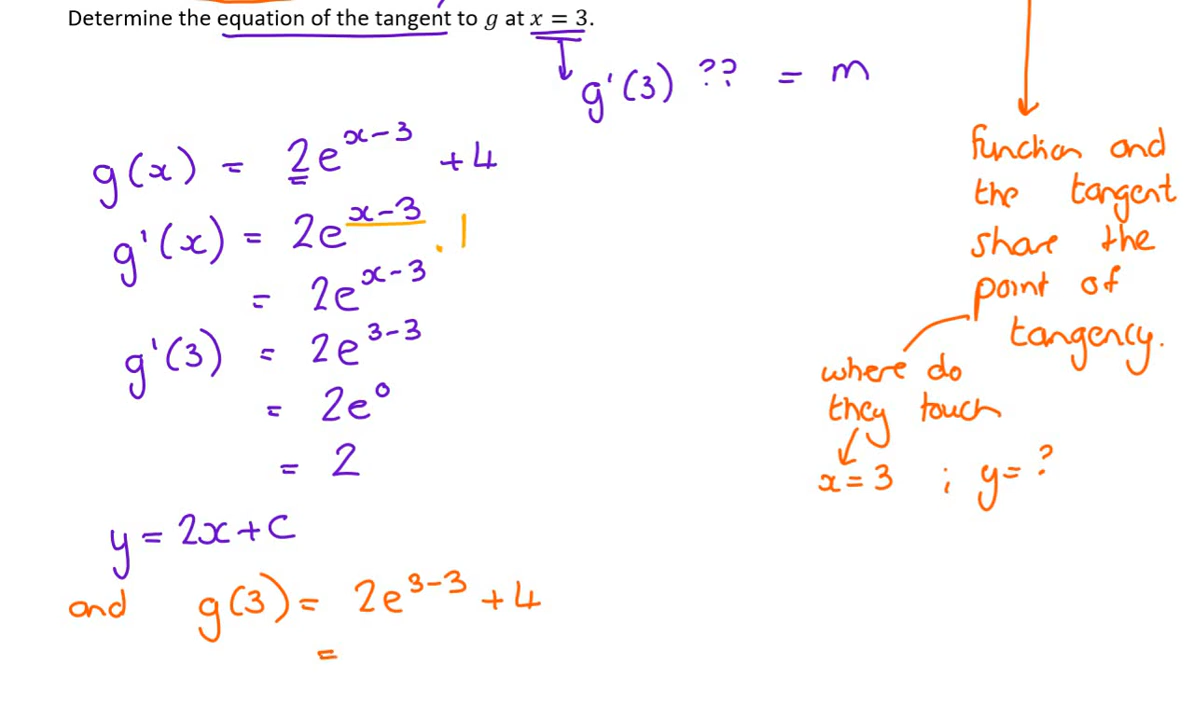 Determine the equation of the tangent to g at x = 3.
g'(3) ?? = m
g(x) = 2e^{x-3} + 4
g'(x) = 2e^{x-3} . 1
= 2e^{x-3}
g'(3) = 2e^{3-3}
= 2e^{0}
= 2
y = 2x + c
and g(3) = 2e^{3-3} + 4
=
function and
the tangent
share the
point of
tangency.
where do
they touch
x = 3 ; y = ?